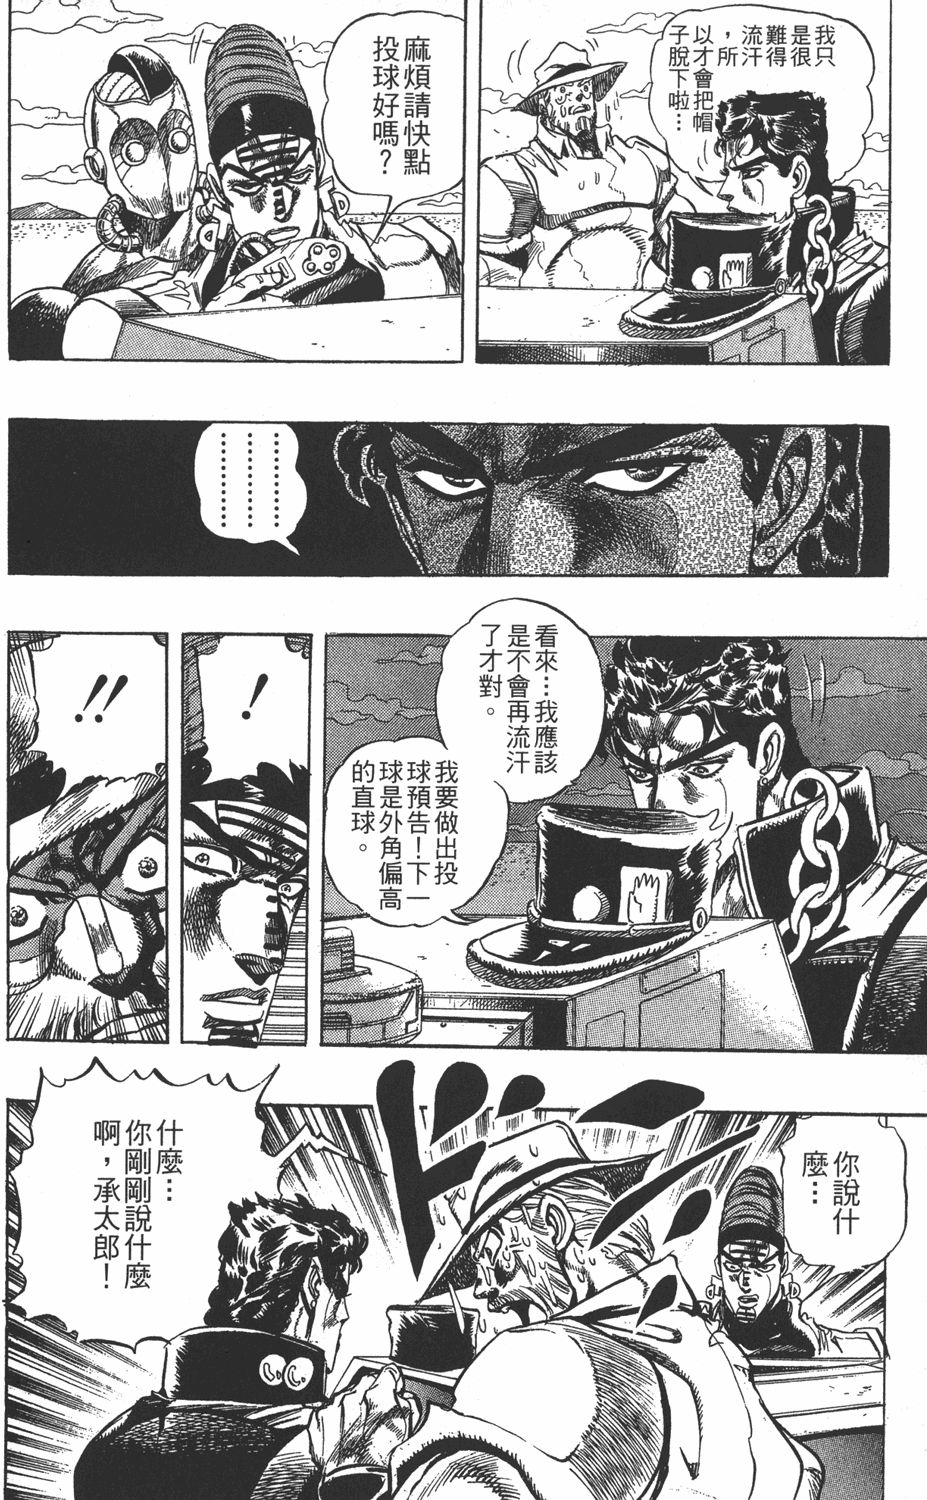 我只
是很
難得
流汗
，所
以才會把帽
子脫下啦…
麻煩請快點
投球好嗎？
………
………
………
看來…我應該
是不會再流汗
了才對。
我要做出投
球預告！下一
球是外角偏高
的直球。
！
！！
你說什
麼…
ドドド
什麼…
你剛剛說什麼
啊，承太郎！